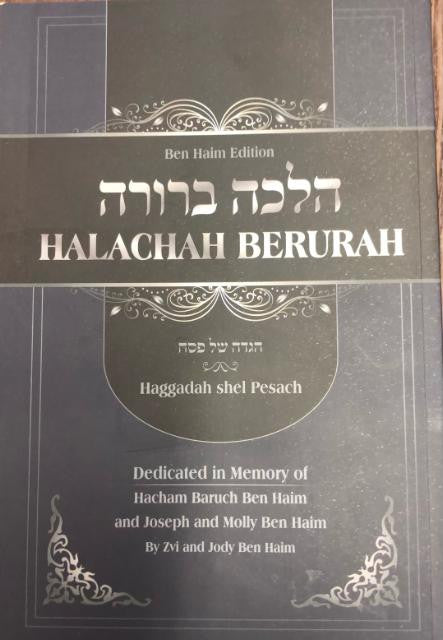 Ben Haim Edition
הלכה ברורה
HALACHAH BERURAH
הגדה של פסח
Haggadah shel Pesach
Dedicated in Memory of
Hacham Baruch Ben Haim
and Joseph and Molly Ben Haim
By Zvi and Jody Ben Haim